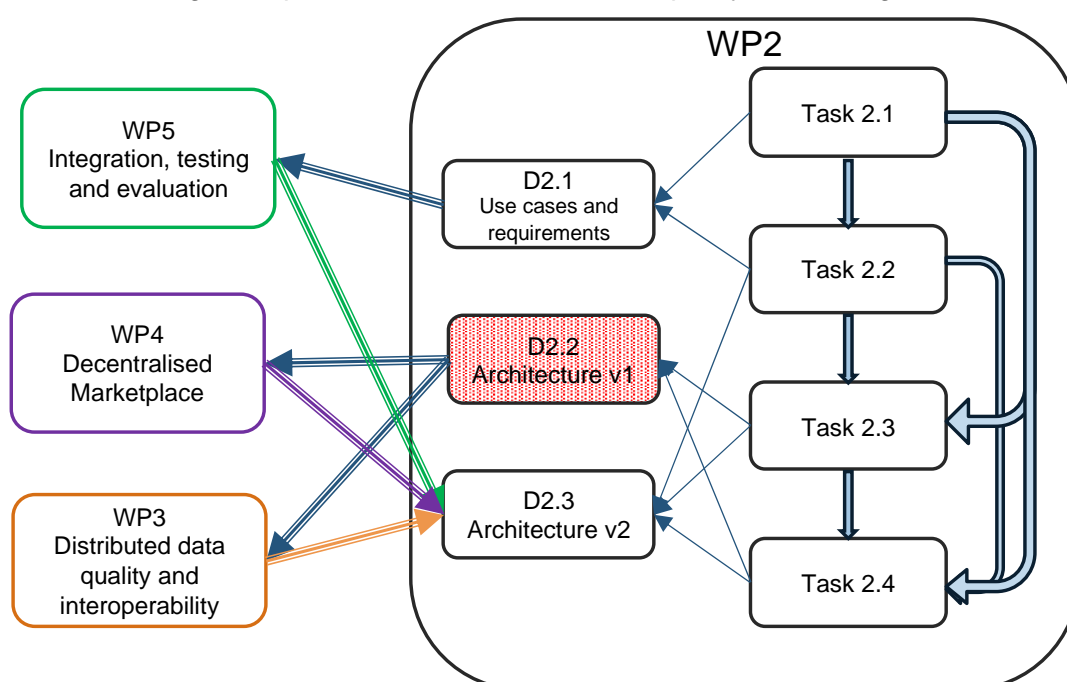 WP2
WP5
Integration, testing
and evaluation
WP4
Decentralised
Marketplace
WP3
Distributed data
quality and
interoperability
D2.1
Use cases and
requirements
D2.2
Architecture v1
D2.3
Architecture v2
Task 2.1
Task 2.2
Task 2.3
Task 2.4